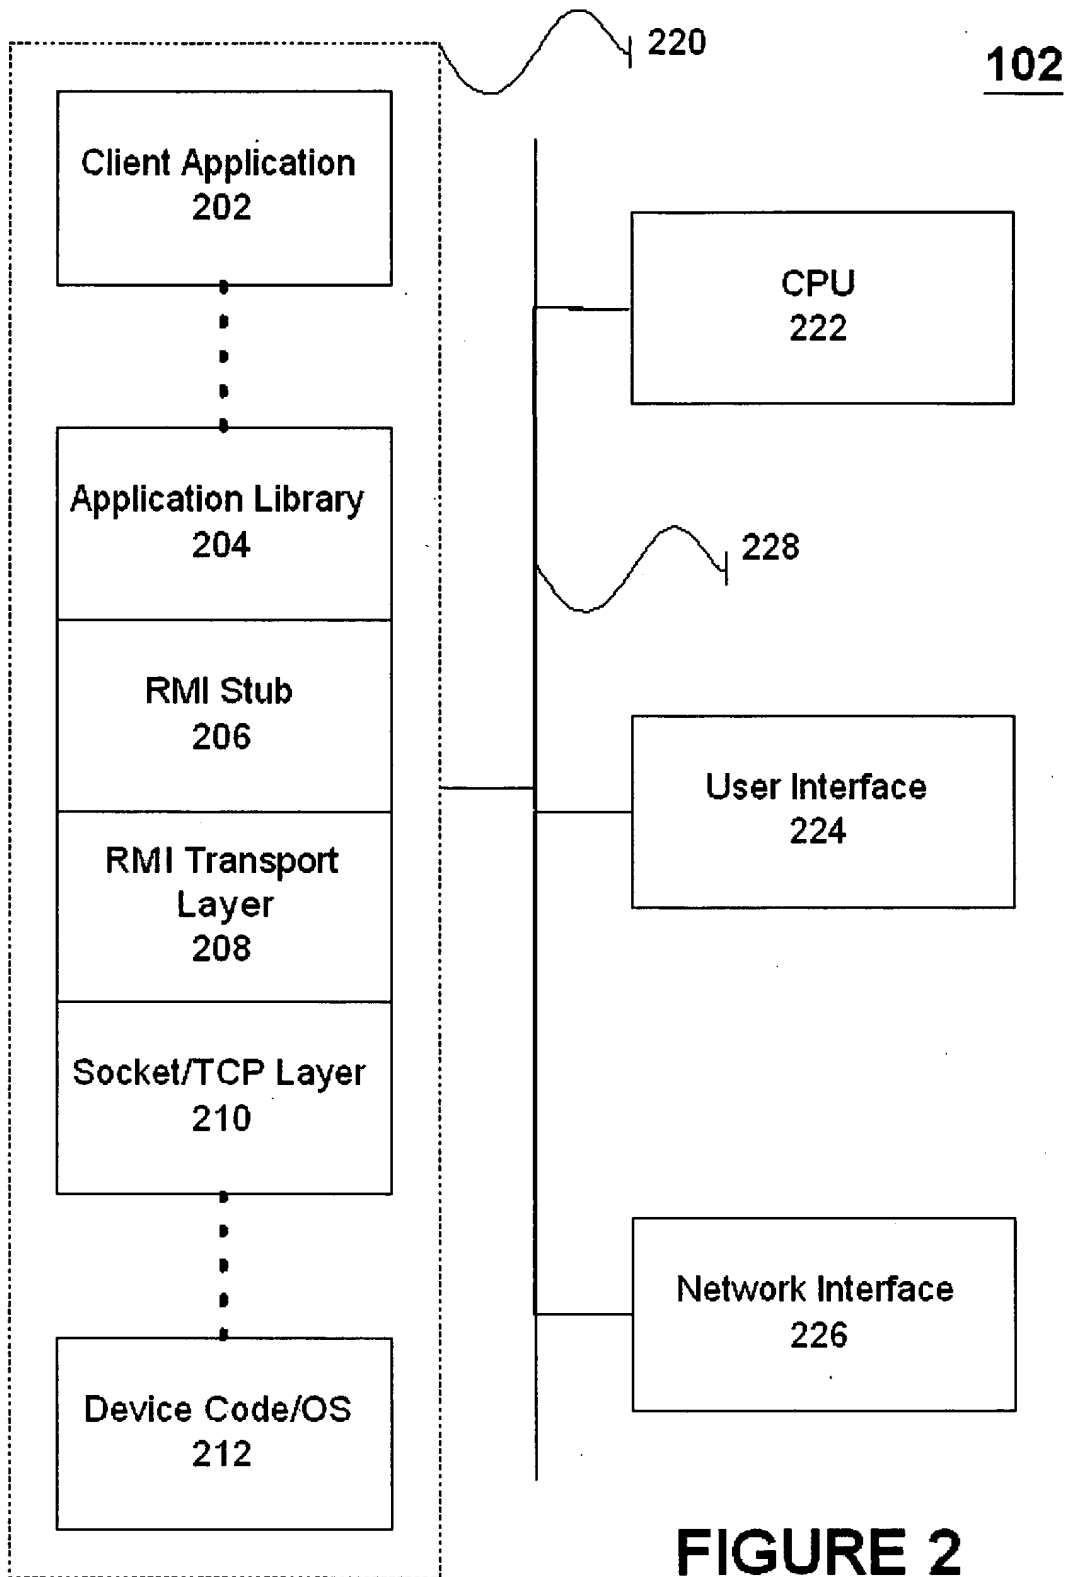 220
102
Client Application
202
CPU
222
Application Library
204
228
RMI Stub
206
User Interface
224
RMI Transport
Layer
208
Socket/TCP Layer
210
Network Interface
226
Device Code/OS
212
FIGURE 2